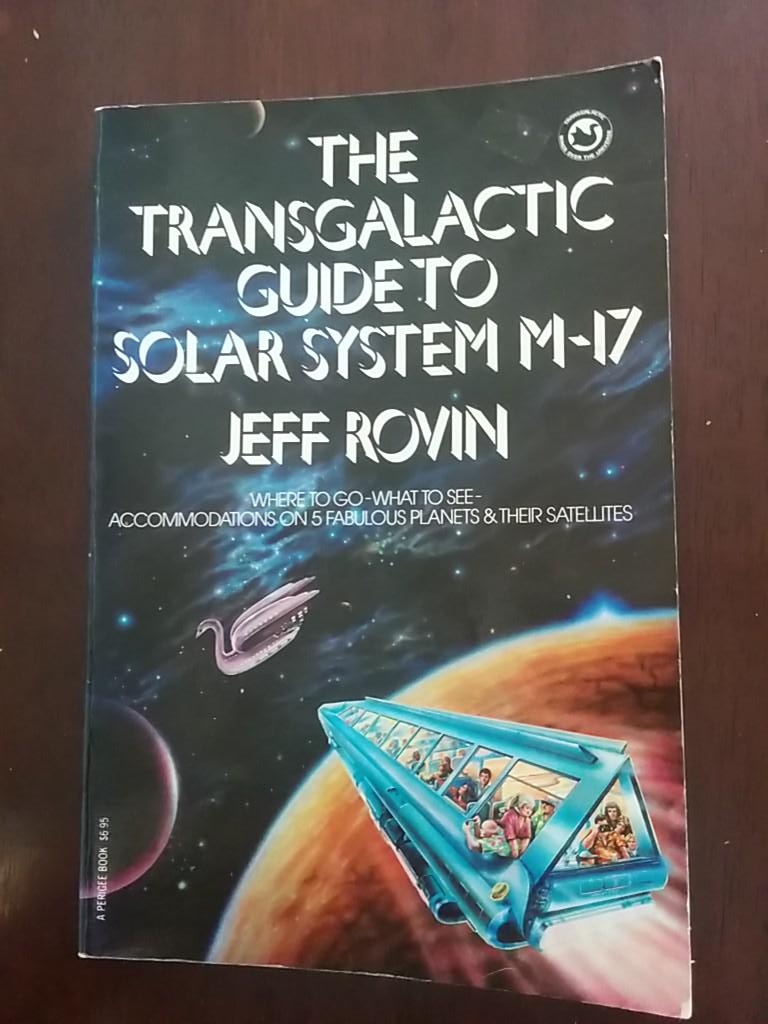 TRANSGALACTIC
THE
TRANSGALACTIC
GUIDE TO
SOLAR SYSTEM M-17
JEFF ROVIN
WHERE TO GO-WHAT TO SEE-
ACCOMMODATIONS ON 5 FABULOUS PLANETS & THEIR SATELLITES
A PERIGEE BOOK $6.95